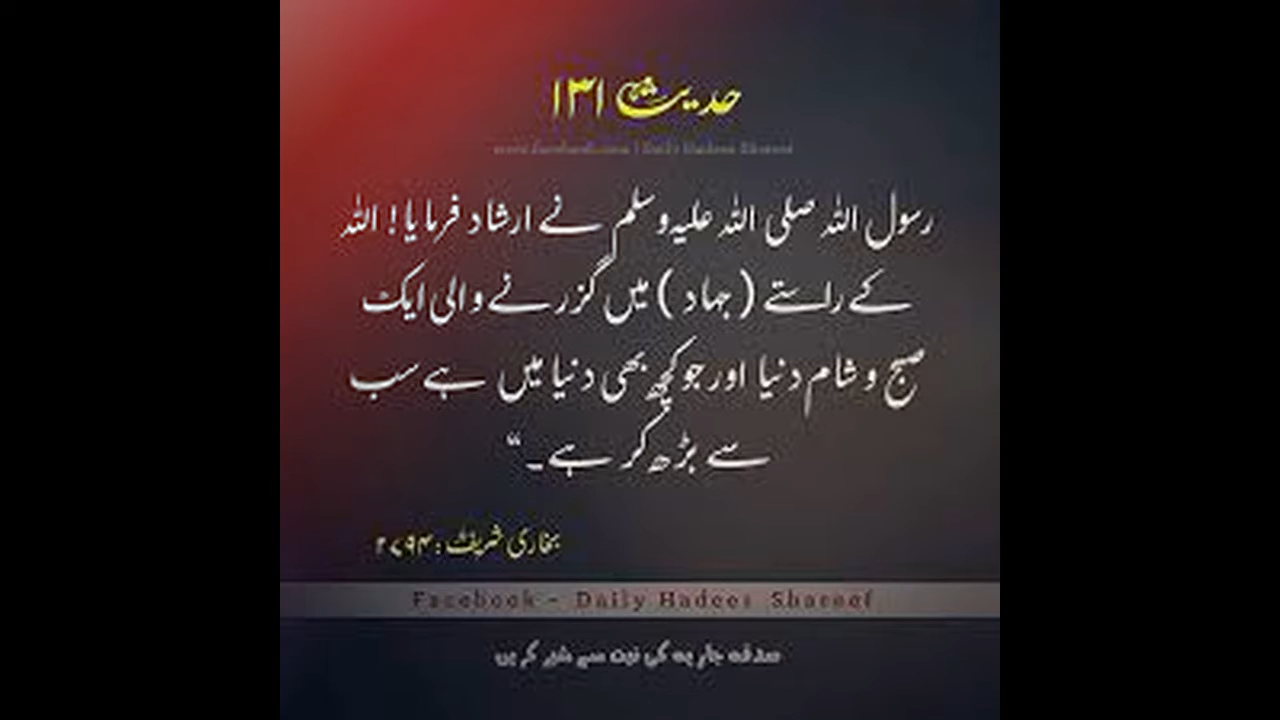 حدیث ۱۳۱
رسول اللہ صلی اللہ علیہ وسلم نے ارشاد فرمایا! اللہ
کے راستے (جہاد) میں گزرنے والی ایک
صبح و شام دنیا اور جو کچھ بھی دنیا میں ہے سب
سے بڑھ کر ہے۔“
بخاری شریف: ۲۷۹۴
Facebook - Daily Hadees Shareef
صدقہ جاریہ کی نیت سے شیر کریں